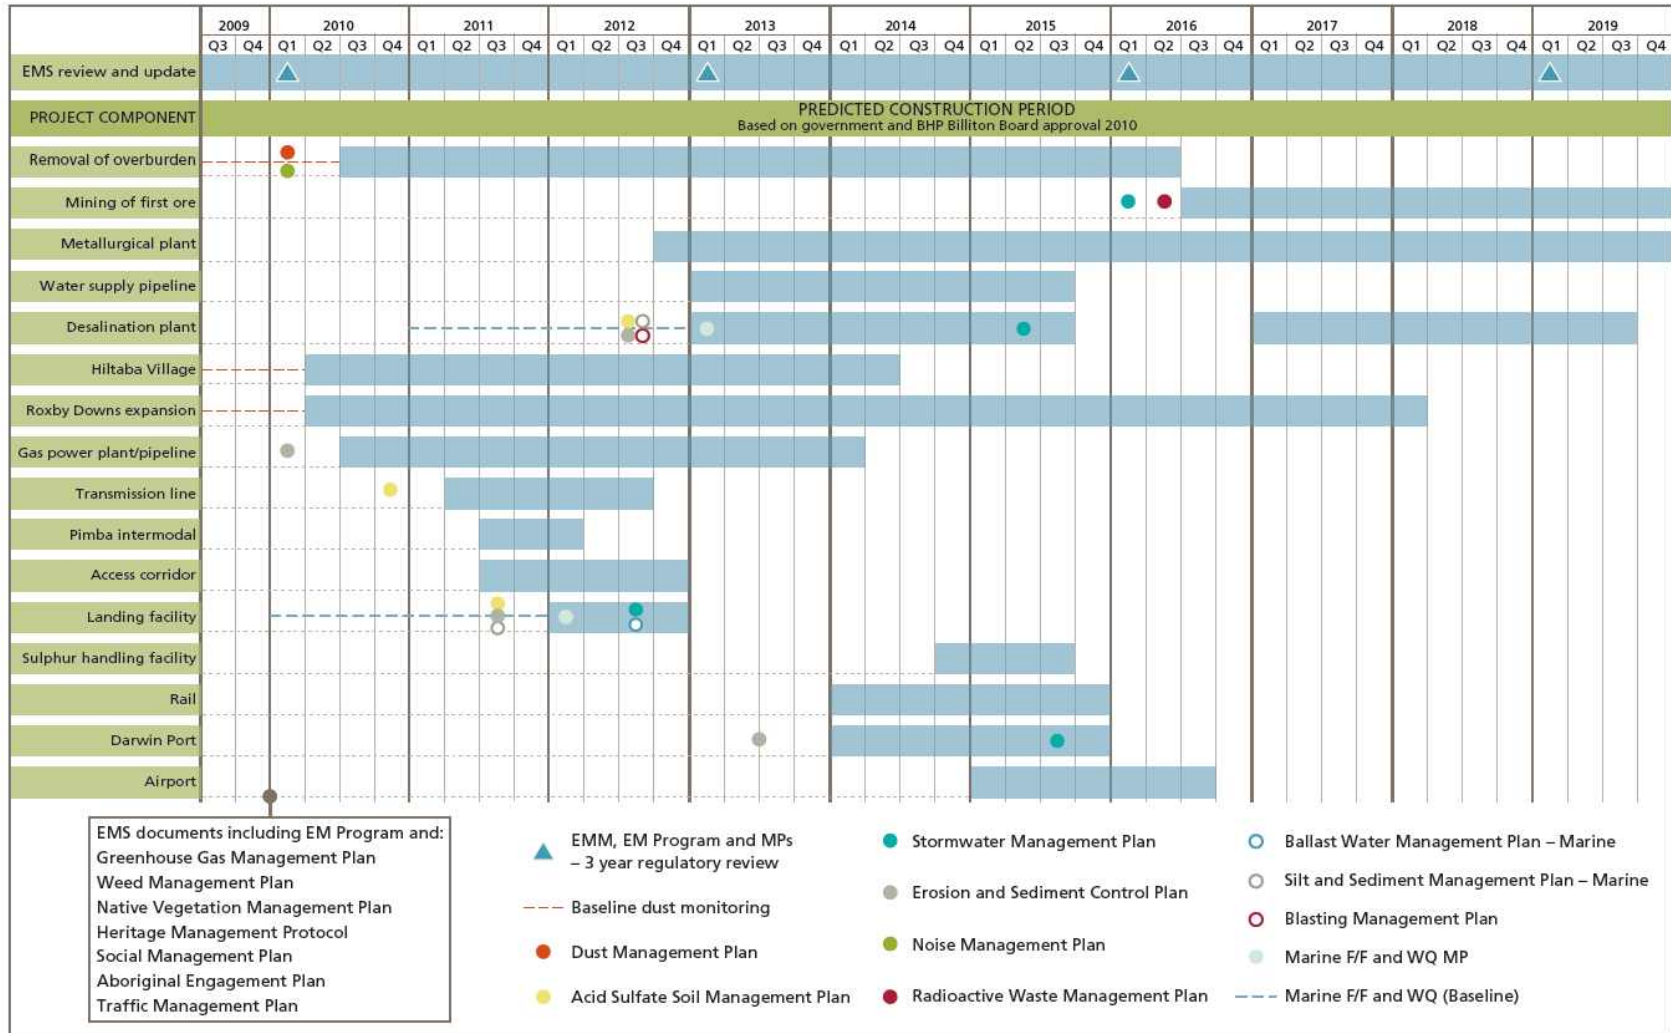 2009 2010 2011 2012 2013 2014 2015 2016 2017 2018 2019
Q3 Q4 Q1 Q2 Q3 Q4 Q1 Q2 Q3 Q4 Q1 Q2 Q3 Q4 Q1 Q2 Q3 Q4 Q1 Q2 Q3 Q4 Q1 Q2 Q3 Q4 Q1 Q2 Q3 Q4 Q1 Q2 Q3 Q4 Q1 Q2 Q3 Q4 Q1 Q2 Q3 Q4
EMS review and update
PROJECT COMPONENT
PREDICTED CONSTRUCTION PERIOD
Based on government and BHP Billiton Board approval 2010
Removal of overburden
Mining of first ore
Metallurgical plant
Water supply pipeline
Desalination plant
Hiltaba Village
Roxby Downs expansion
Gas power plant/pipeline
Transmission line
Pimba intermodal
Access corridor
Landing facility
Sulphur handling facility
Rail
Darwin Port
Airport
EMS documents including EM Program and:
Greenhouse Gas Management Plan
Weed Management Plan
Native Vegetation Management Plan
Heritage Management Protocol
Social Management Plan
Aboriginal Engagement Plan
Traffic Management Plan
EMM, EM Program and MPs
– 3 year regulatory review
Baseline dust monitoring
Dust Management Plan
Acid Sulfate Soil Management Plan
Stormwater Management Plan
Erosion and Sediment Control Plan
Noise Management Plan
Radioactive Waste Management Plan
Ballast Water Management Plan – Marine
Silt and Sediment Management Plan – Marine
Blasting Management Plan
Marine F/F and WQ MP
Marine F/F and WQ (Baseline)